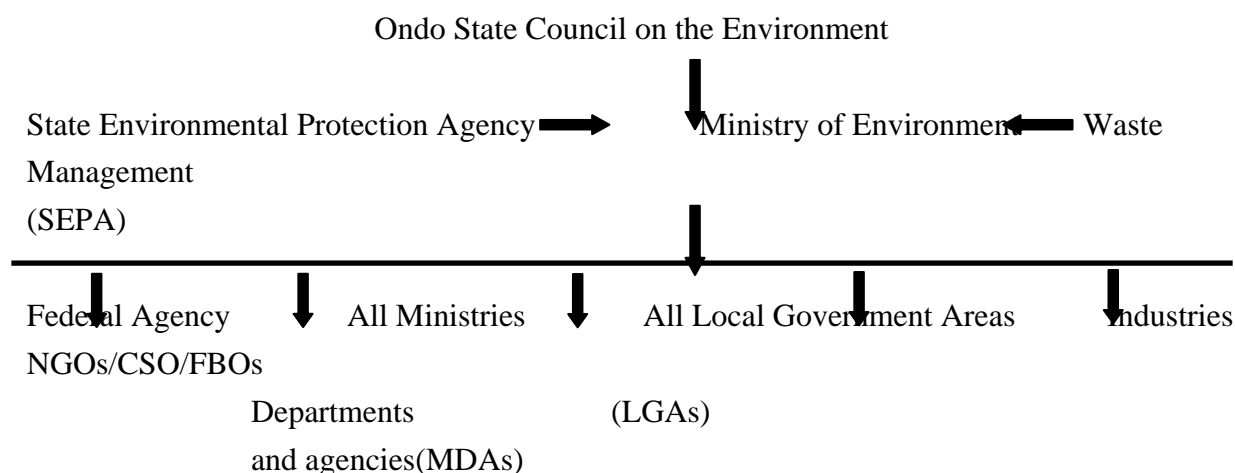 Ondo State Council on the Environment
State Environmental Protection Agency Ministry of Environment Waste
Management
(SEPA)
Federal Agency All Ministries All Local Government Areas Industries
NGOs/CSO/FBOs
Departments (LGAs)
and agencies(MDAs)